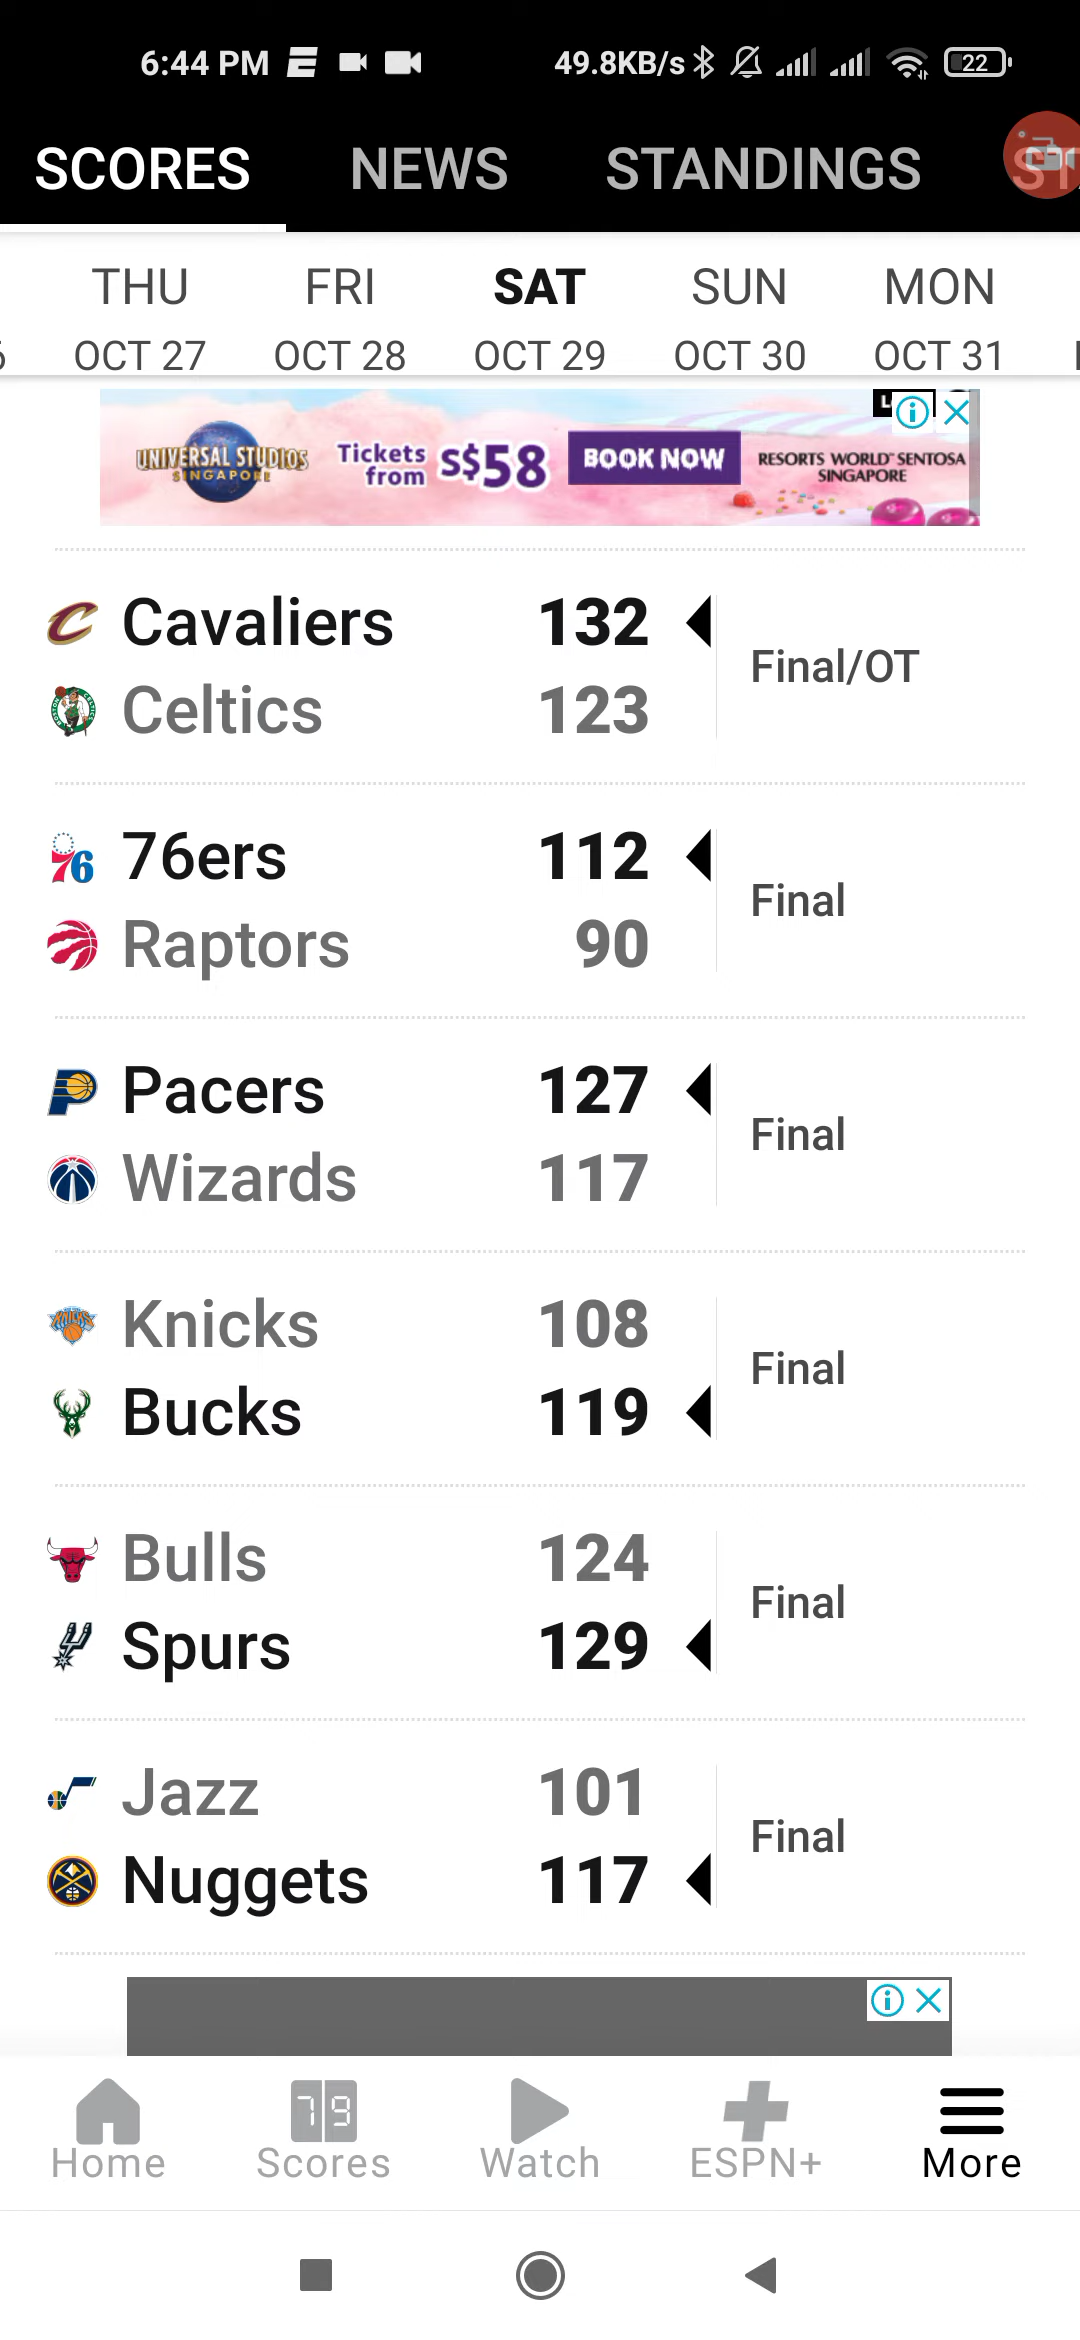 6:44 PM 49.8KB/s 22
SCORES NEWS STANDINGS
THU FRI SAT SUN MON
OCT 27 OCT 28 OCT 29 OCT 30 OCT 31
UNIVERSAL STUDIOS
SINGAPORE
Tickets
from S$58
BOOK NOW
RESORTS WORLD SENTOSA
SINGAPORE
Cavaliers 132
Final/OT
Celtics 123
76ers 112
Final
Raptors 90
Pacers 127
Final
Wizards 117
Knicks 108
Final
Bucks 119
Bulls 124
Final
Spurs 129
Jazz 101
Final
Nuggets 117
Home Scores Watch ESPN+ More